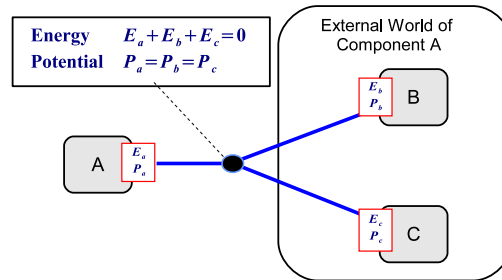 Energy E_a + E_b + E_c = 0
Potential P_a = P_b = P_c
External World of
Component A
A
E_a
P_a
E_b
P_b
B
E_c
P_c
C